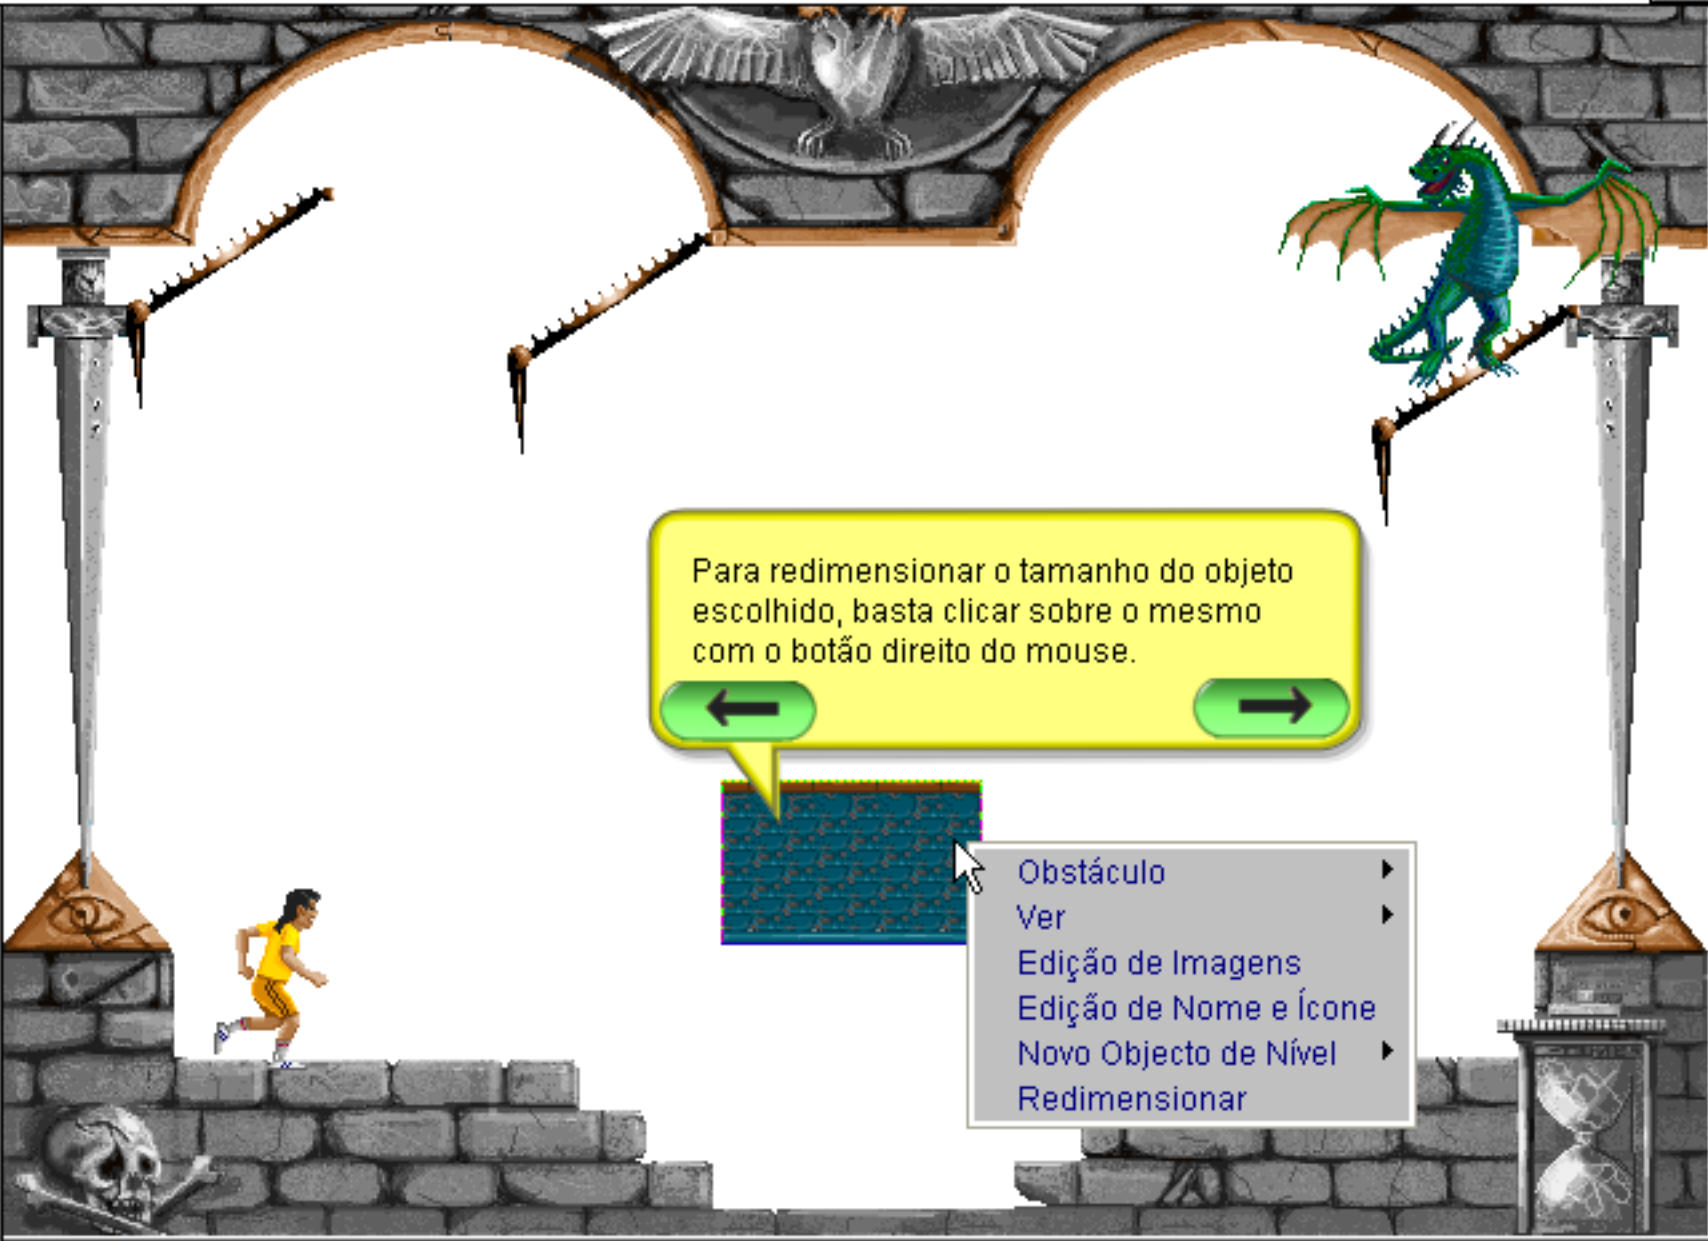 Para redimensionar o tamanho do objeto
escolhido, basta clicar sobre o mesmo
com o botão direito do mouse.
Obstáculo
Ver
Edição de Imagens
Edição de Nome e Ícone
Novo Objecto de Nível
Redimensionar